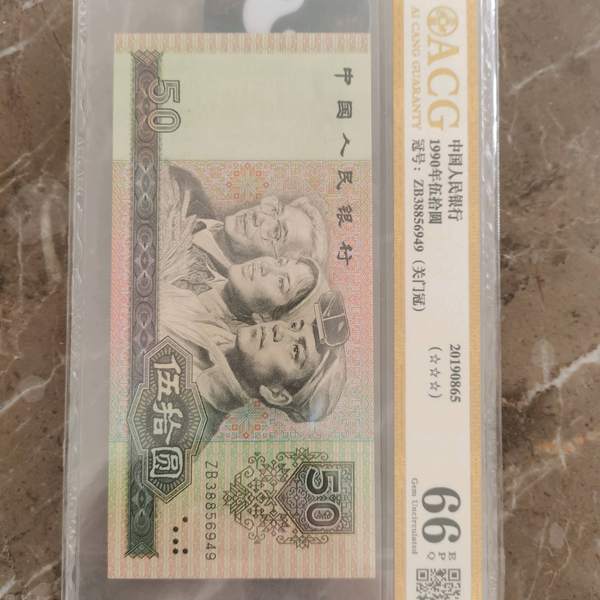 ACG
AI CANG GUARANTY
中国人民银行
1990年伍拾圆
冠号：ZB38856949（关门冠）
20190865
（☆☆☆）
66 EPQ
Gem Uncirculated
中国人民银行
50
伍拾圆
ZB38856949
50